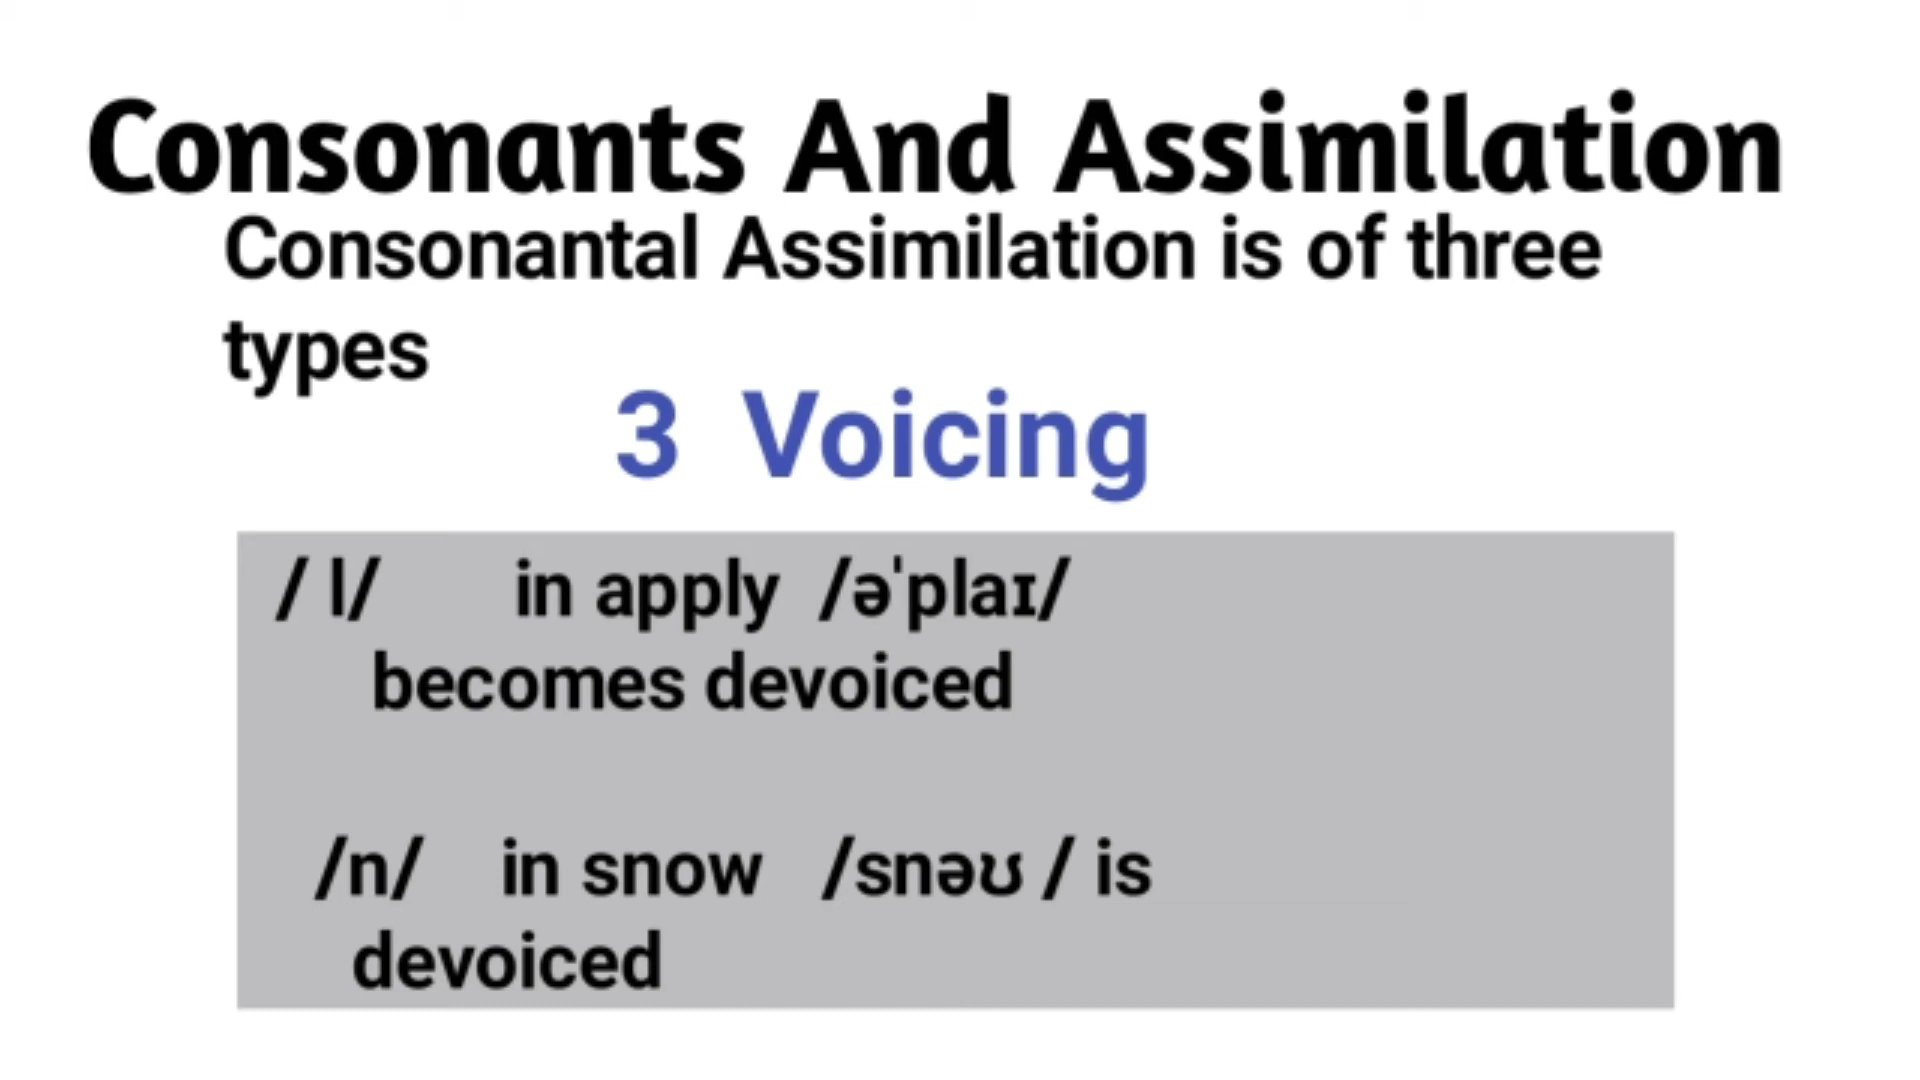 Consonants And Assimilation
Consonantal Assimilation is of three
types
3 Voicing
/ l/ in apply /əˈplaɪ/
becomes devoiced
/n/ in snow /snəʊ / is
devoiced